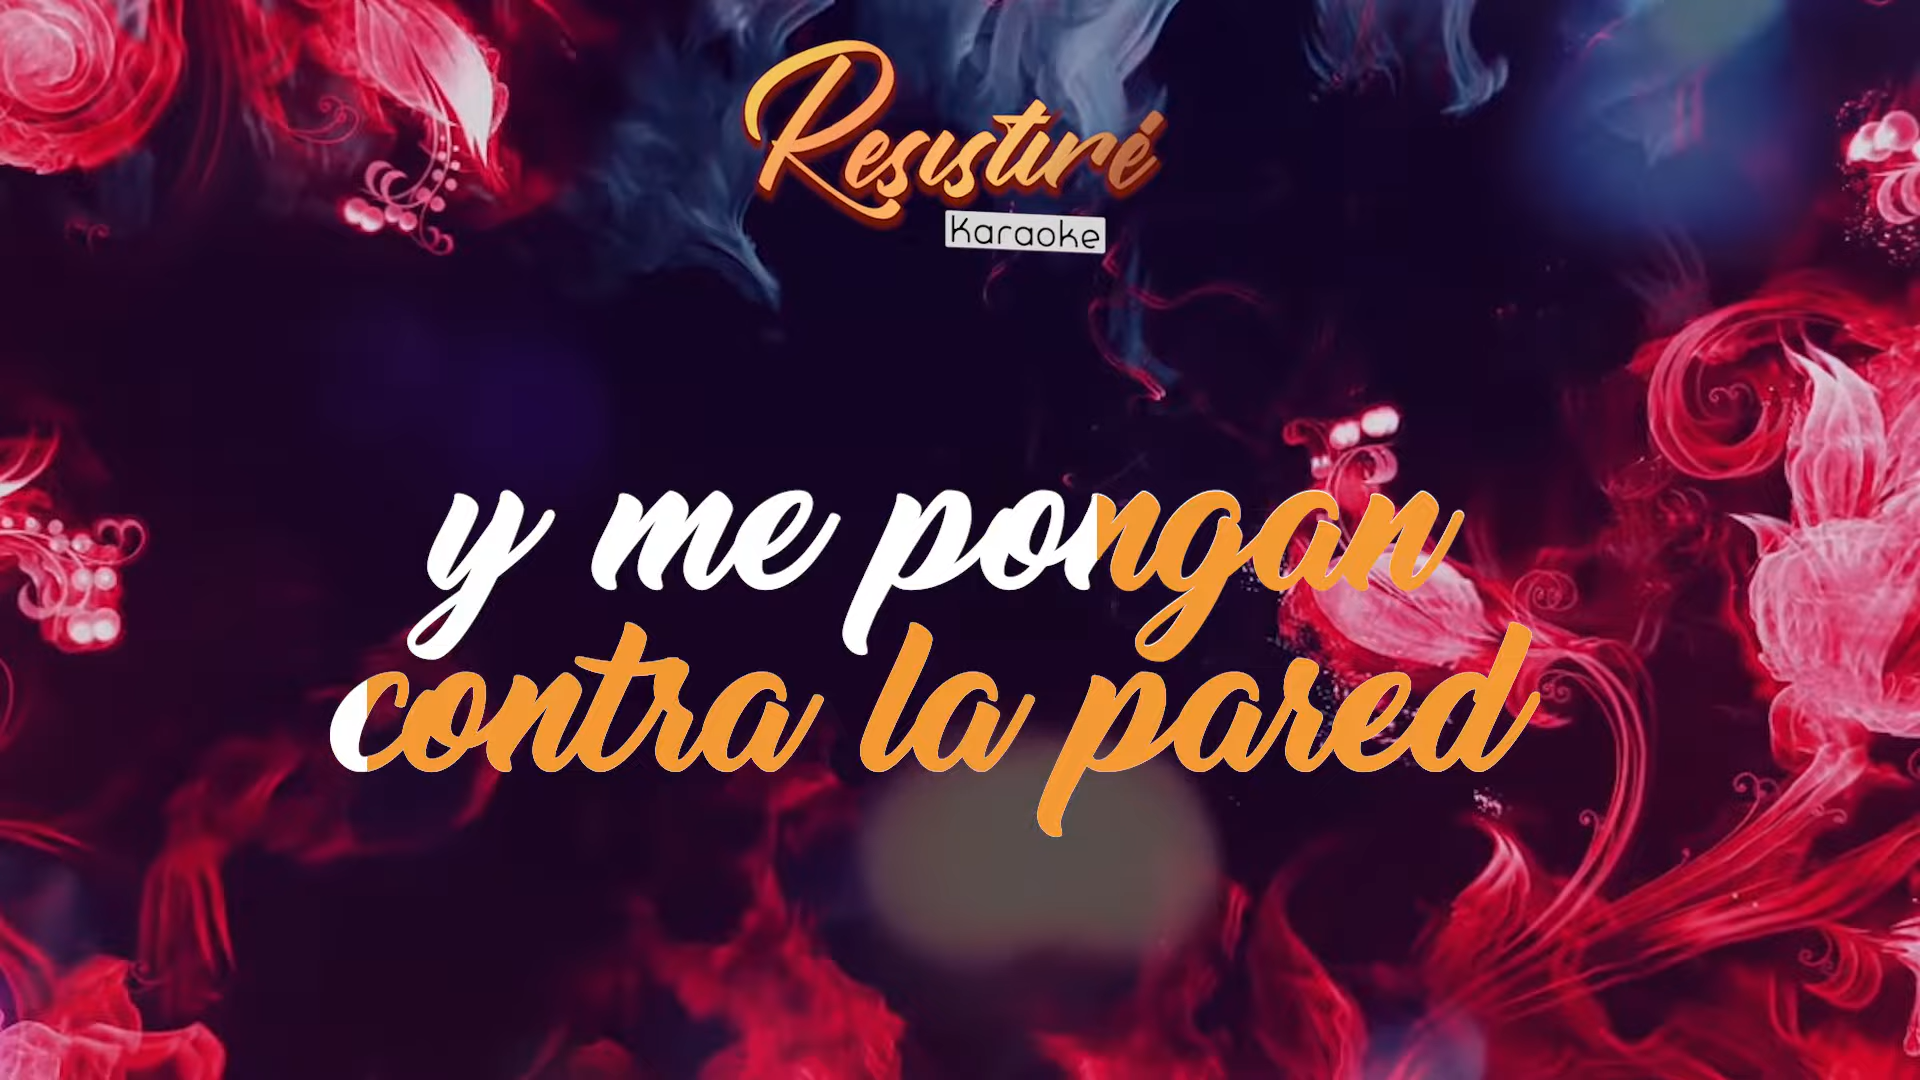 Resistiré
Karaoke
y me pongan
contra la pared